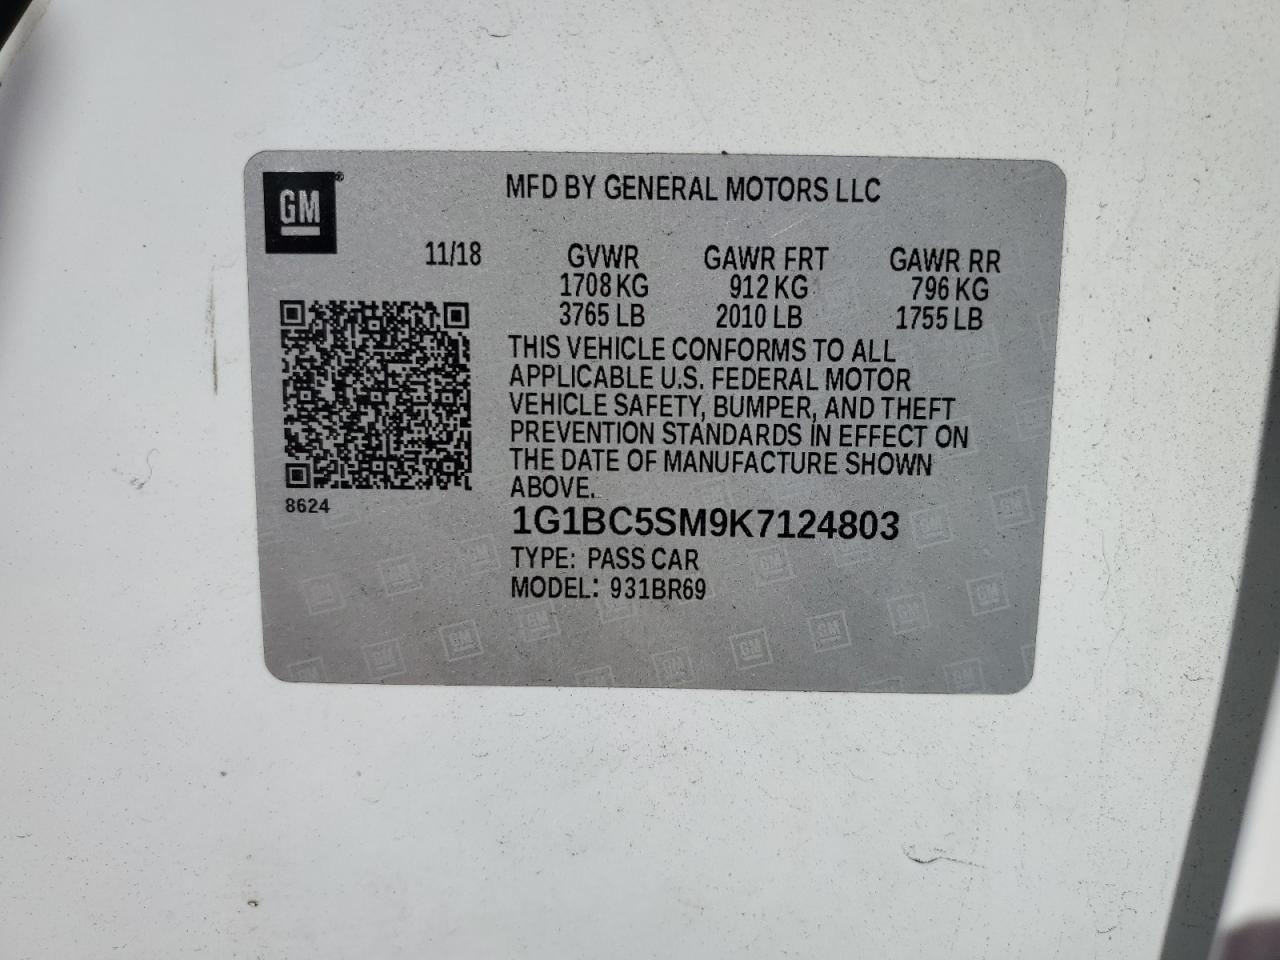 GM®
MFD BY GENERAL MOTORS LLC
11/18 GVWR GAWR FRT GAWR RR
1708 KG 912 KG 796 KG
3765 LB 2010 LB 1755 LB
THIS VEHICLE CONFORMS TO ALL
APPLICABLE U.S. FEDERAL MOTOR
VEHICLE SAFETY, BUMPER, AND THEFT
PREVENTION STANDARDS IN EFFECT ON
THE DATE OF MANUFACTURE SHOWN
ABOVE.
8624
1G1BC5SM9K7124803
TYPE: PASS CAR
MODEL: 931BR69